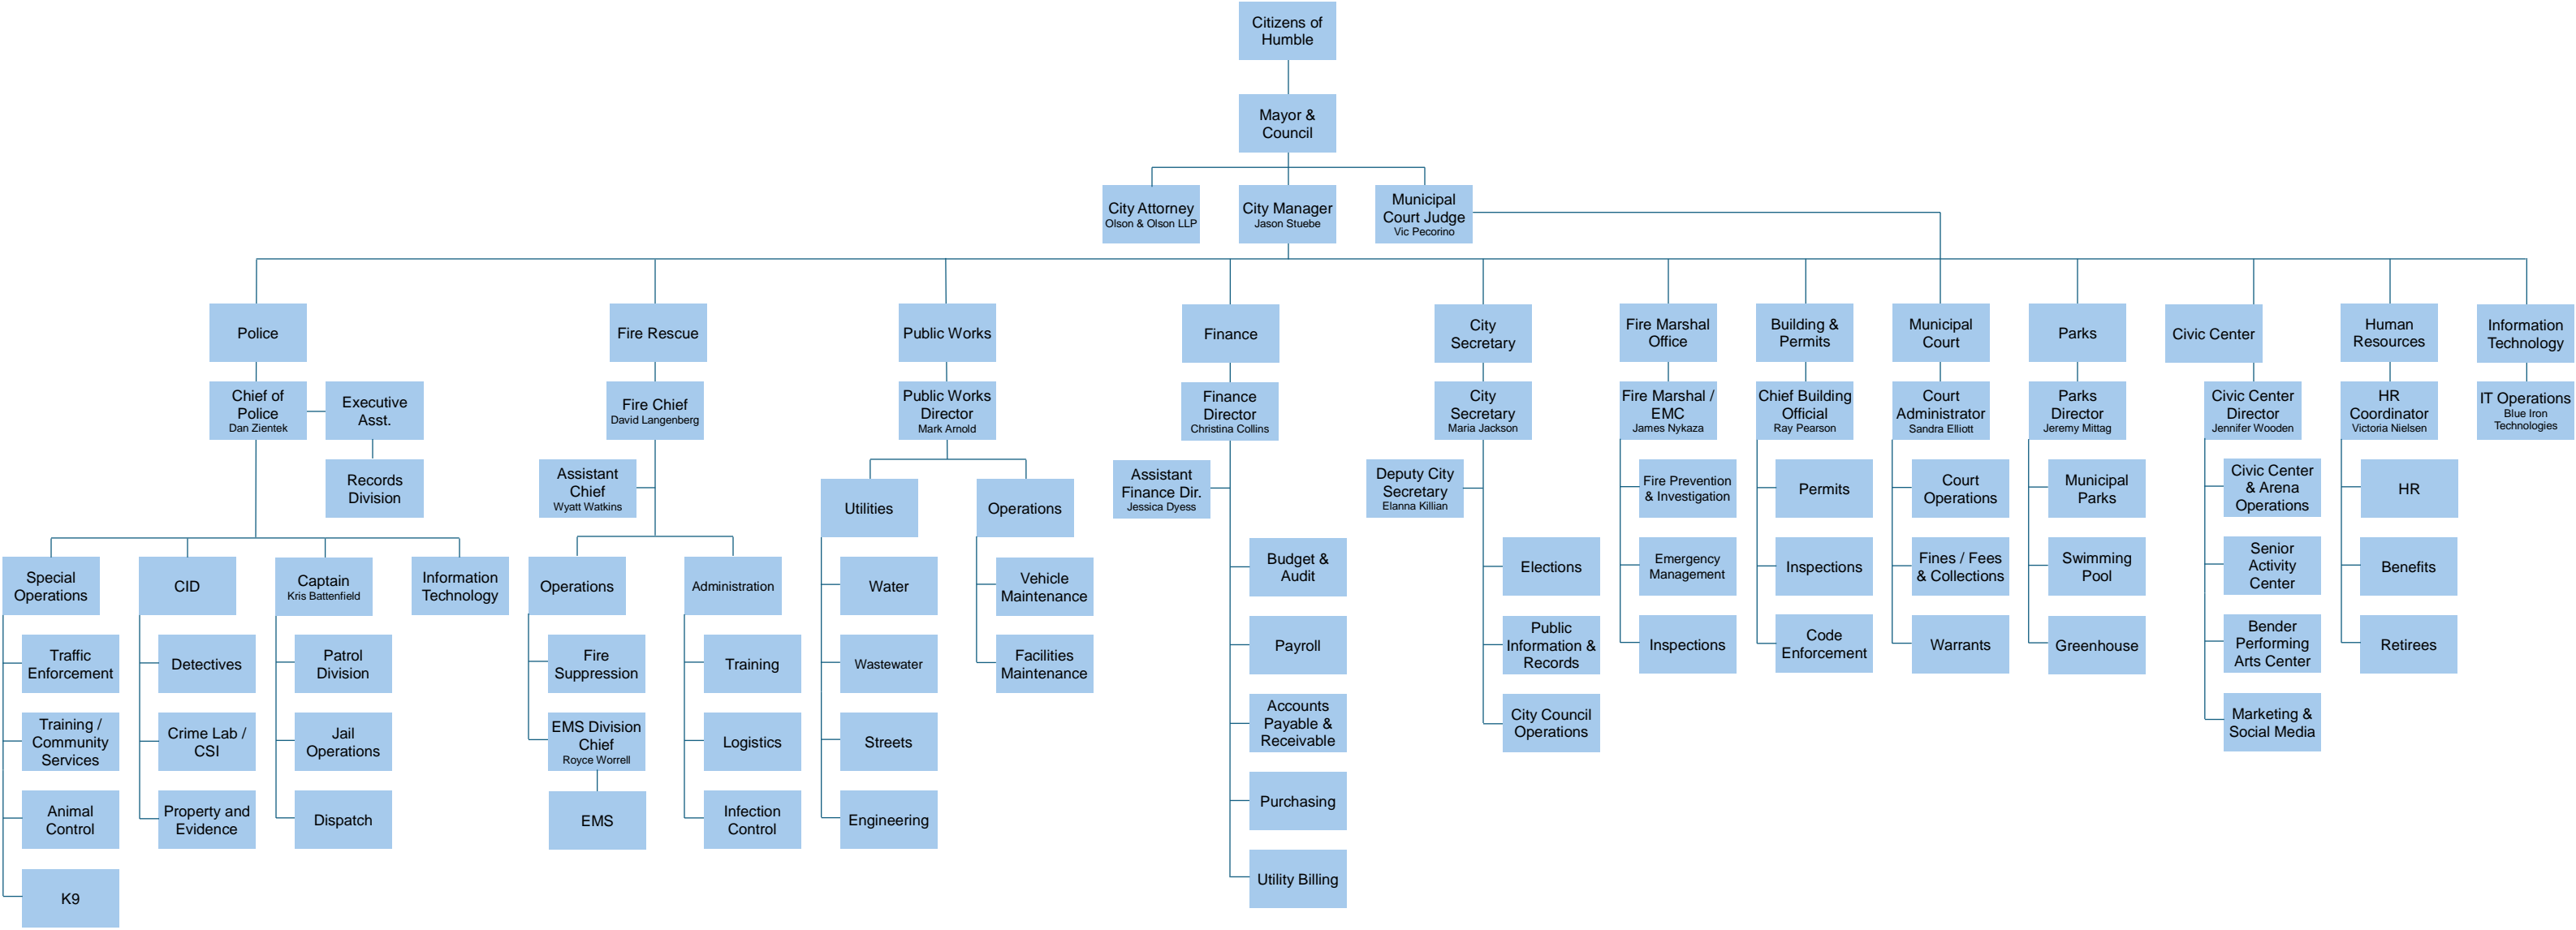 Citizens of
Humble
Mayor &
Council
City Attorney
Olson & Olson LLP
City Manager
Jason Stuebe
Municipal
Court Judge
Vic Pecorino
Police
Fire Rescue
Public Works
Finance
City
Secretary
Fire Marshal
Office
Building &
Permits
Municipal
Court
Parks
Civic Center
Human
Resources
Information
Technology
Chief of
Police
Dan Zientek
Executive
Asst.
Records
Division
Fire Chief
David Langenberg
Assistant
Chief
Wyatt Watkins
Public Works
Director
Mark Arnold
Finance
Director
Christina Collins
Assistant
Finance Dir.
Jessica Dyess
City
Secretary
Maria Jackson
Deputy City
Secretary
Elanna Killian
Fire Marshal /
EMC
James Nykaza
Chief Building
Official
Ray Pearson
Court
Administrator
Sandra Elliott
Parks
Director
Jeremy Mittag
Civic Center
Director
Jennifer Wooden
HR
Coordinator
Victoria Nielsen
IT Operations
Blue Iron
Technologies
Special
Operations
Traffic
Enforcement
Training /
Community
Services
Animal
Control
K9
CID
Detectives
Crime Lab /
CSI
Property and
Evidence
Captain
Kris Battenfield
Patrol
Division
Jail
Operations
Dispatch
Information
Technology
Operations
Fire
Suppression
EMS Division
Chief
Royce Worrell
EMS
Administration
Training
Logistics
Infection
Control
Utilities
Water
Wastewater
Streets
Engineering
Operations
Vehicle
Maintenance
Facilities
Maintenance
Budget &
Audit
Payroll
Accounts
Payable &
Receivable
Purchasing
Utility Billing
Elections
Public
Information &
Records
City Council
Operations
Fire Prevention
& Investigation
Emergency
Management
Inspections
Permits
Inspections
Code
Enforcement
Court
Operations
Fines / Fees
& Collections
Warrants
Municipal
Parks
Swimming
Pool
Greenhouse
Civic Center
& Arena
Operations
Senior
Activity
Center
Bender
Performing
Arts Center
Marketing &
Social Media
HR
Benefits
Retirees